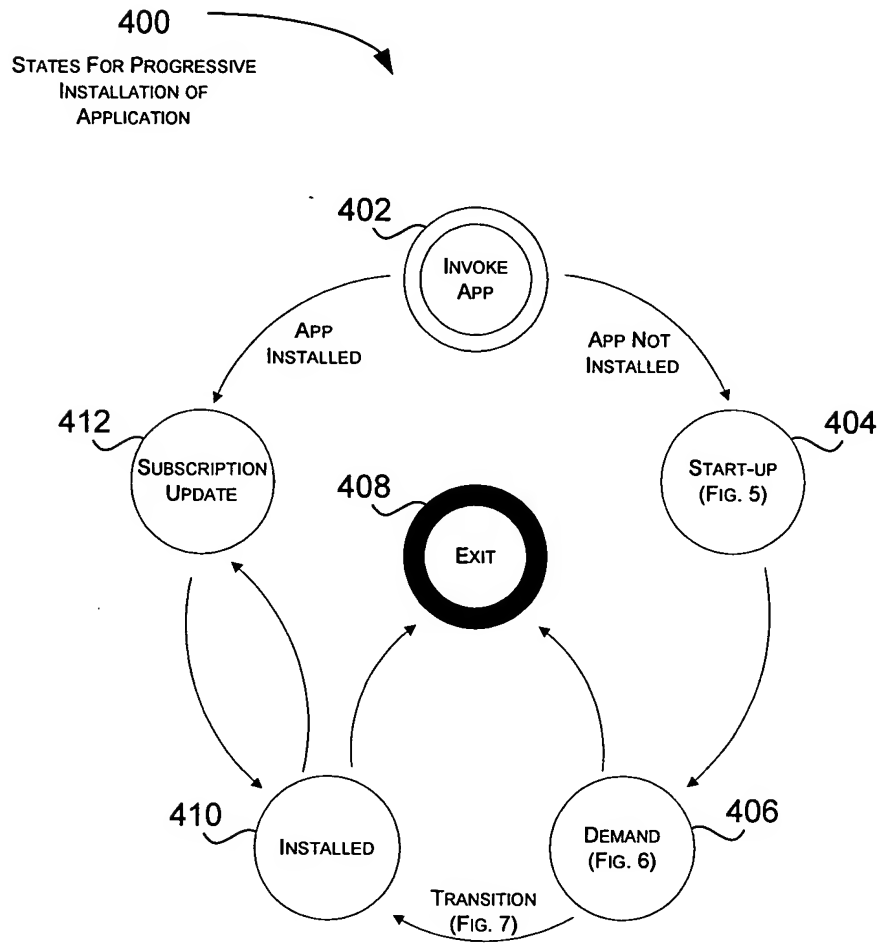 400
STATES FOR PROGRESSIVE
INSTALLATION OF
APPLICATION
402
INVOKE
APP
APP
INSTALLED
APP NOT
INSTALLED
412
SUBSCRIPTION
UPDATE
404
START-UP
(FIG. 5)
408
EXIT
410
INSTALLED
406
DEMAND
(FIG. 6)
TRANSITION
(FIG. 7)